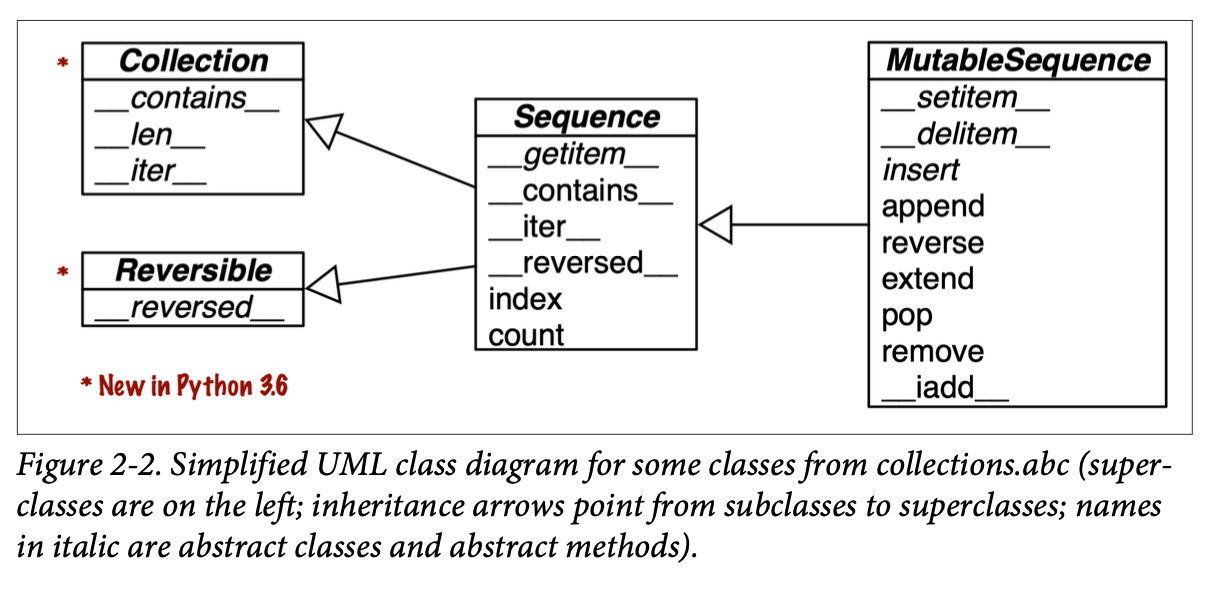 * Collection
__contains__
__len__
__iter__
* Reversible
__reversed__
* New in Python 3.6
Sequence
__getitem__
__contains__
__iter__
__reversed__
index
count
MutableSequence
__setitem__
__delitem__
insert
append
reverse
extend
pop
remove
__iadd__
Figure 2-2. Simplified UML class diagram for some classes from collections.abc (super-
classes are on the left; inheritance arrows point from subclasses to superclasses; names
in italic are abstract classes and abstract methods).